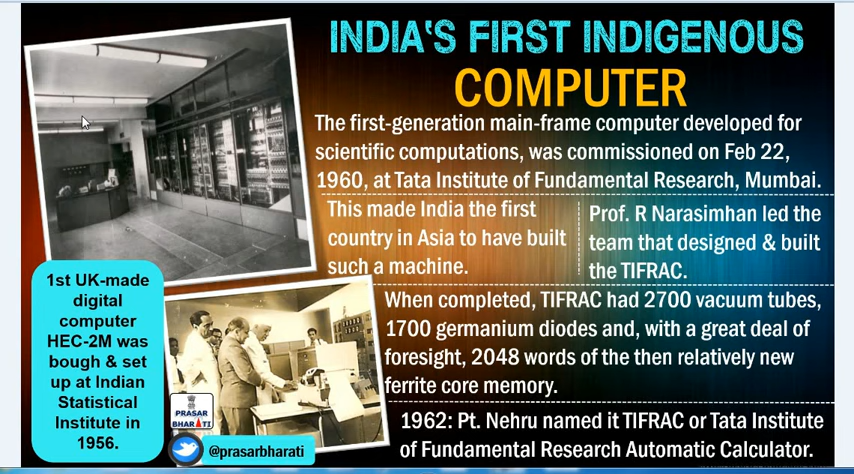 INDIA'S FIRST INDIGENOUS
COMPUTER
The first-generation main-frame computer developed for
scientific computations, was commissioned on Feb 22,
1960, at Tata Institute of Fundamental Research, Mumbai.
This made India the first
country in Asia to have built
such a machine.
Prof. R Narasimhan led the
team that designed & built
the TIFRAC.
When completed, TIFRAC had 2700 vacuum tubes,
1700 germanium diodes and, with a great deal of
foresight, 2048 words of the then relatively new
ferrite core memory.
1962: Pt. Nehru named it TIFRAC or Tata Institute
of Fundamental Research Automatic Calculator.
1st UK-made
digital
computer
HEC-2M was
bough & set
up at Indian
Statistical
Institute in
1956.
PRASAR
BHARATI
@prasarbharati